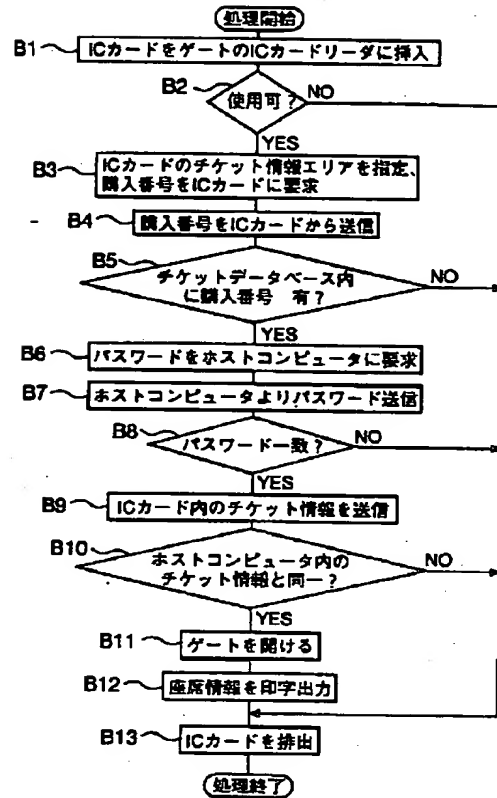 処理開始
B1
ICカードをゲートのICカードリーダに挿入
B2
使用可?
NO
YES
B3
ICカードのチケット情報エリアを指定、
購入番号をICカードに要求
B4
購入番号をICカードから送信
B5
チケットデータベース内
に購入番号 有?
NO
YES
B6
パスワードをホストコンピュータに要求
B7
ホストコンピュータよりパスワード送信
B8
パスワード一致?
NO
YES
B9
ICカード内のチケット情報を送信
B10
ホストコンピュータ内の
チケット情報と同一?
NO
YES
B11
ゲートを開ける
B12
座席情報を印字出力
B13
ICカードを排出
処理終了